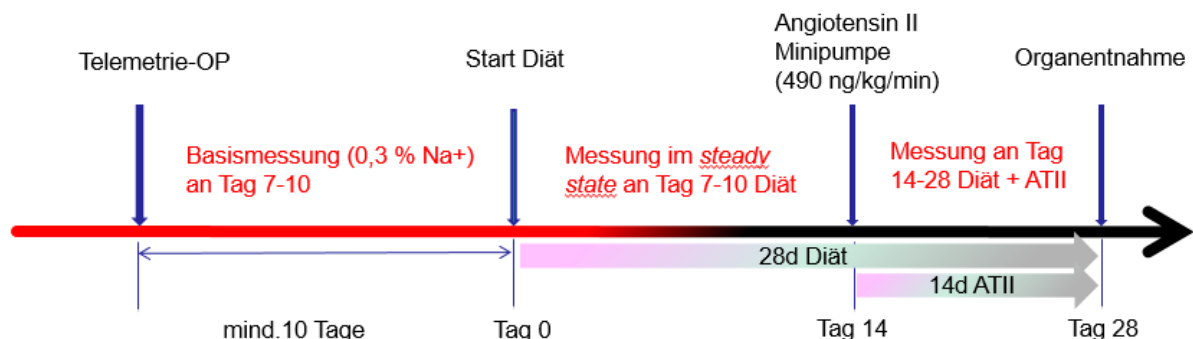 Telemetrie-OP
Start Diät
Angiotensin II
Minipumpe
(490 ng/kg/min)
Organentnahme
Basismessung (0,3 % Na+)
an Tag 7-10
Messung im steady
state an Tag 7-10 Diät
Messung an Tag
14-28 Diät + ATII
28d Diät
14d ATII
mind.10 Tage
Tag 0
Tag 14
Tag 28